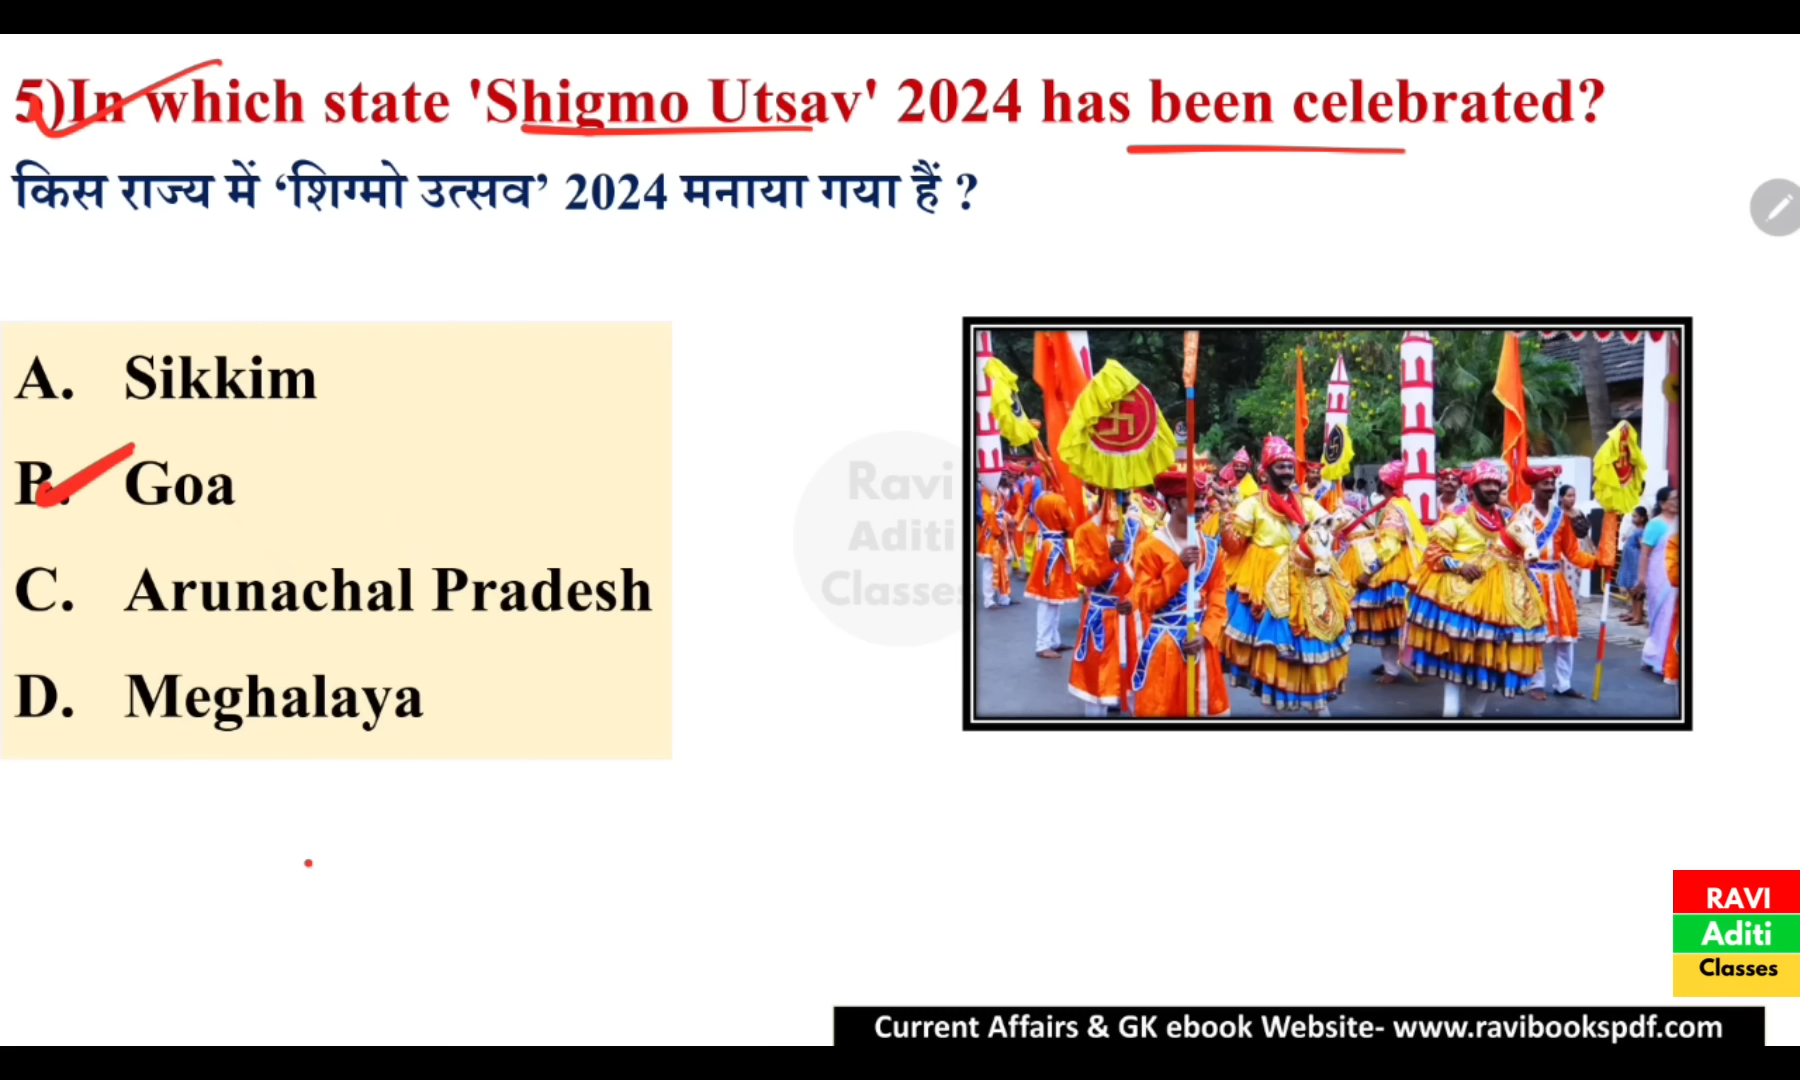 5)In which state 'Shigmo Utsav' 2024 has been celebrated?
किस राज्य में ‘शिग्मो उत्सव’ 2024 मनाया गया हैं ?
A. Sikkim
B. Goa
C. Arunachal Pradesh
D. Meghalaya
Ravi
Aditi
Classes
RAVI
Aditi
Classes
Current Affairs & GK ebook Website- www.ravibookspdf.com